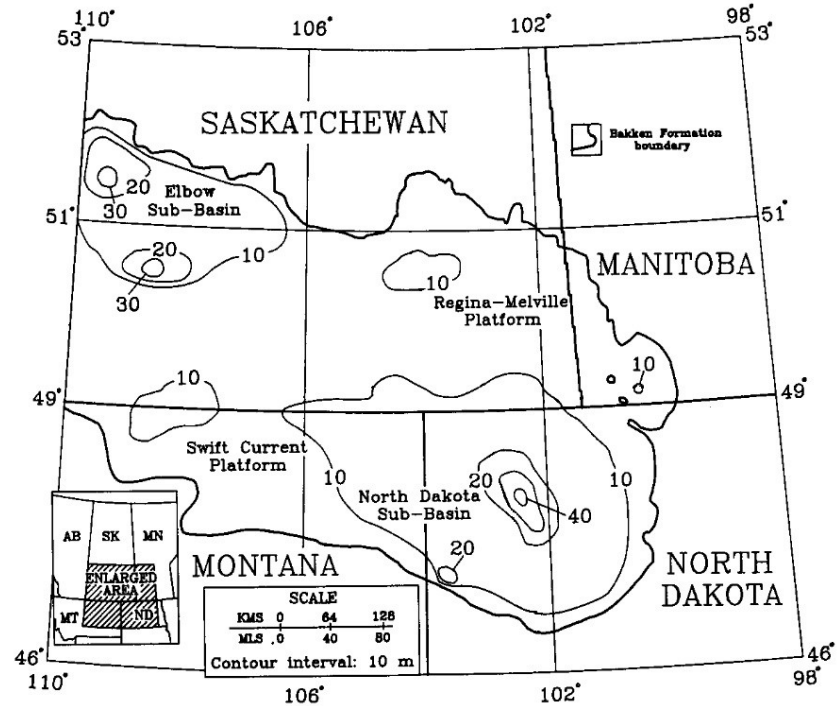 110°
106°
102°
98°
53°
53°
SASKATCHEWAN
Bakken Formation
boundary
20
Elbow
Sub-Basin
30
51°
51°
20
10
10
MANITOBA
30
Regina-Melville
Platform
10
10
49°
49°
Swift Current
Platform
10
20
10
North Dakota
Sub-Basin
40
AB
SK
MN
20
MONTANA
NORTH
DAKOTA
ENLARGED
AREA
MT
ND
SCALE
KMS 0 64 128
MLS .0 40 80
Contour interval: 10 m
46°
46°
110°
106°
102°
98°